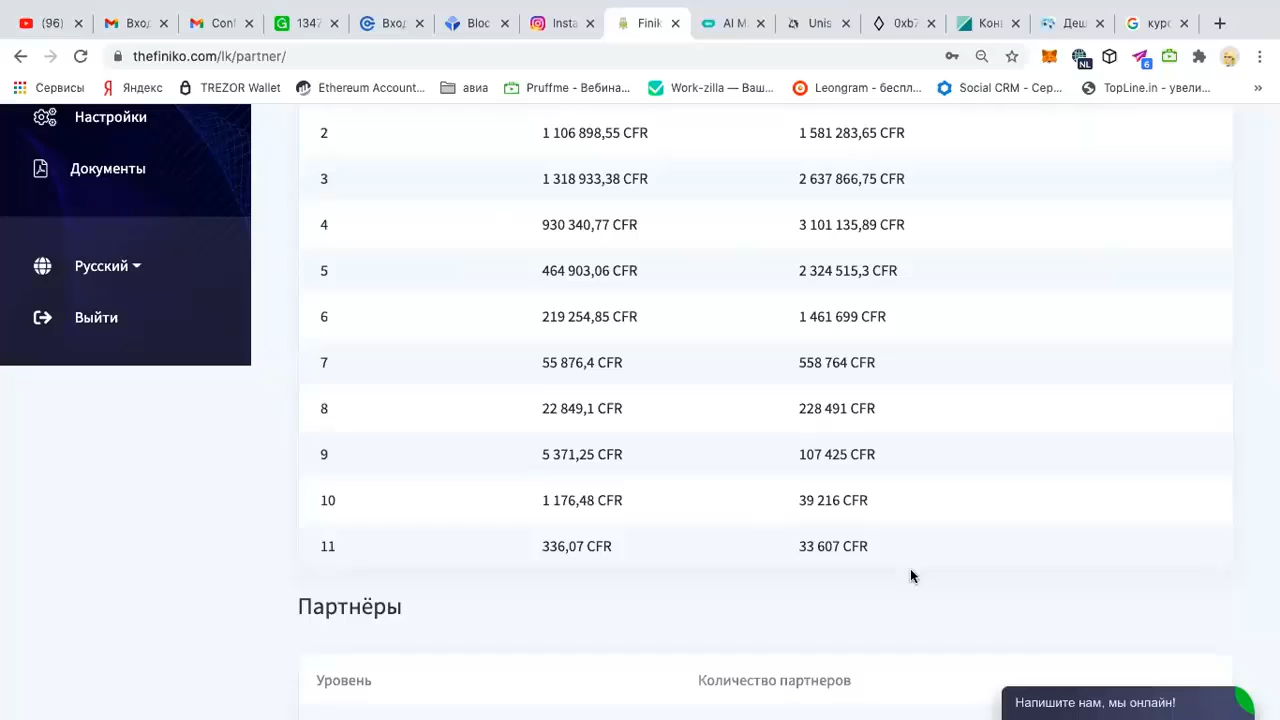 (96)
Вход
Conf
1347
Вход
Bloc
Insta
Finik
AI M
Unis
0xb7
Конц
Деш
курс
thefiniko.com/lk/partner/
NL
6
Сервисы
Яндекс
TREZOR Wallet
Ethereum Account...
авиа
Pruffme - Вебина...
Work-zilla — Ваш...
Leongram - беспл...
Social CRM - Сер...
TopLine.in - увели...
»
Настройки
Документы
Русский
Выйти
2 1 106 898,55 CFR 1 581 283,65 CFR
3 1 318 933,38 CFR 2 637 866,75 CFR
4 930 340,77 CFR 3 101 135,89 CFR
5 464 903,06 CFR 2 324 515,3 CFR
6 219 254,85 CFR 1 461 699 CFR
7 55 876,4 CFR 558 764 CFR
8 22 849,1 CFR 228 491 CFR
9 5 371,25 CFR 107 425 CFR
10 1 176,48 CFR 39 216 CFR
11 336,07 CFR 33 607 CFR
Партнёры
Уровень Количество партнеров
Напишите нам, мы онлайн!